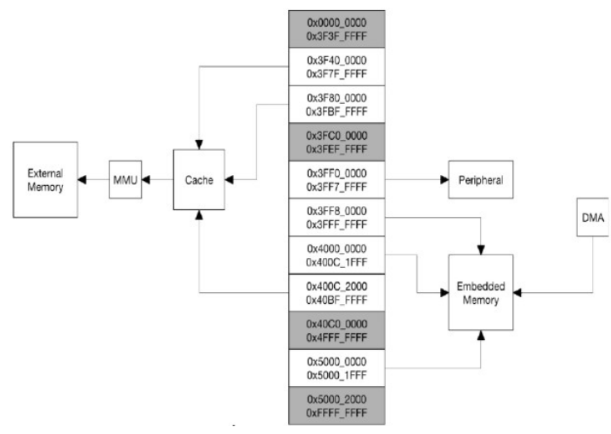 0x0000_0000
0x3F3F_FFFF
0x3F40_0000
0x3F7F_FFFF
0x3F80_0000
0x3FBF_FFFF
0x3FC0_0000
0x3FEF_FFFF
0x3FF0_0000
0x3FF7_FFFF
0x3FF8_0000
0x3FFF_FFFF
0x4000_0000
0x400C_1FFF
0x400C_2000
0x40BF_FFFF
0x40C0_0000
0x4FFF_FFFF
0x5000_0000
0x5000_1FFF
0x5000_2000
0xFFFF_FFFF
External
Memory
MMU
Cache
Peripheral
DMA
Embedded
Memory